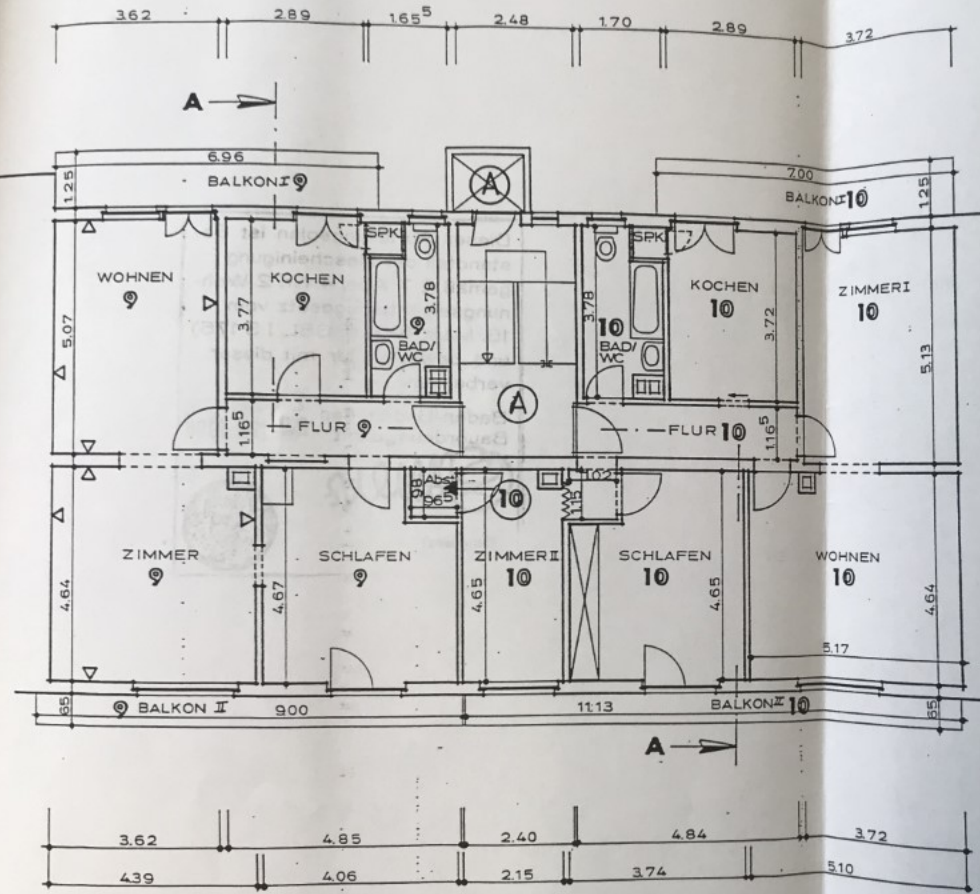 3.62 2.89 1.65⁵ 2.48 1.70 2.89 3.72
A
6.96
BALKON I 9
1.25
A
7.00
BALKON I 10
1.25
SPK
SPK
WOHNEN
9
KOCHEN
9
9
BAD/
WC
3.78
3.77
5.07
3.78
10
BAD/
WC
KOCHEN
10
3.72
ZIMMER I
10
5.13
A
1.16⁵
FLUR 9
FLUR 10
1.16⁵
Abst
98
96⁵
10
1.02
1.15
ZIMMER
9
SCHLAFEN
9
ZIMMER II
10
SCHLAFEN
10
WOHNEN
10
4.64
4.67
4.65
4.65
4.64
5.17
65
9 BALKON II
9.00
11.13
BALKON II 10
65
A
3.62 4.85 2.40 4.84 3.72
4.39 4.06 2.15 3.74 5.10